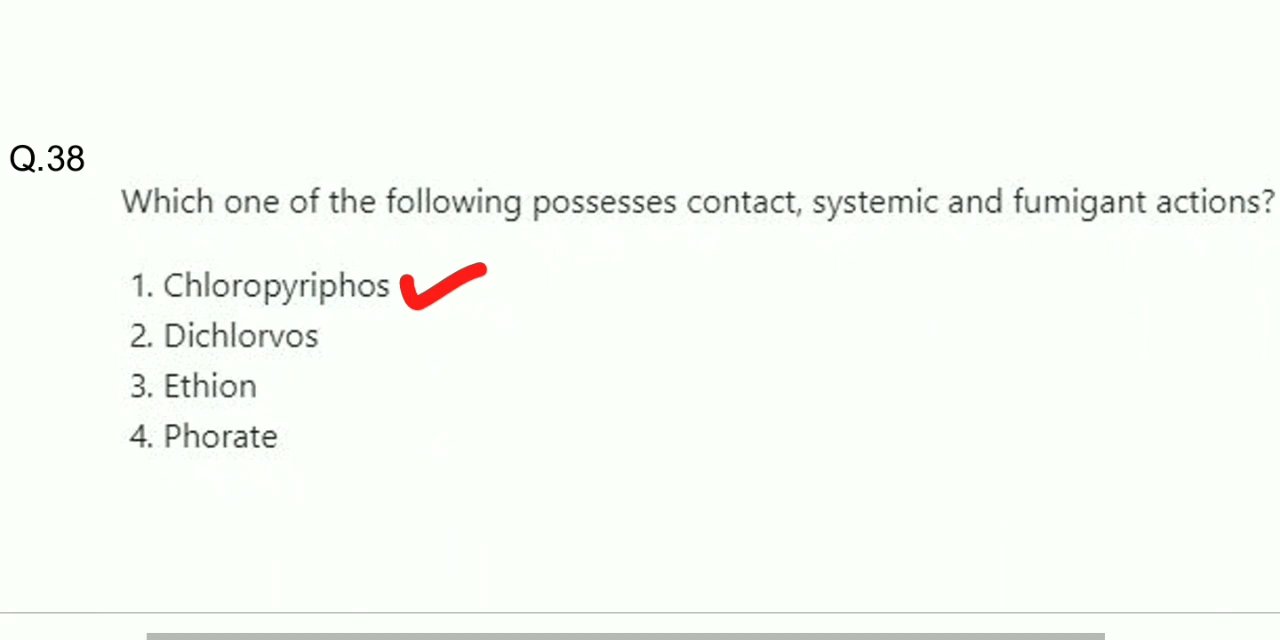 Q.38
Which one of the following possesses contact, systemic and fumigant actions?
1. Chloropyriphos
2. Dichlorvos
3. Ethion
4. Phorate